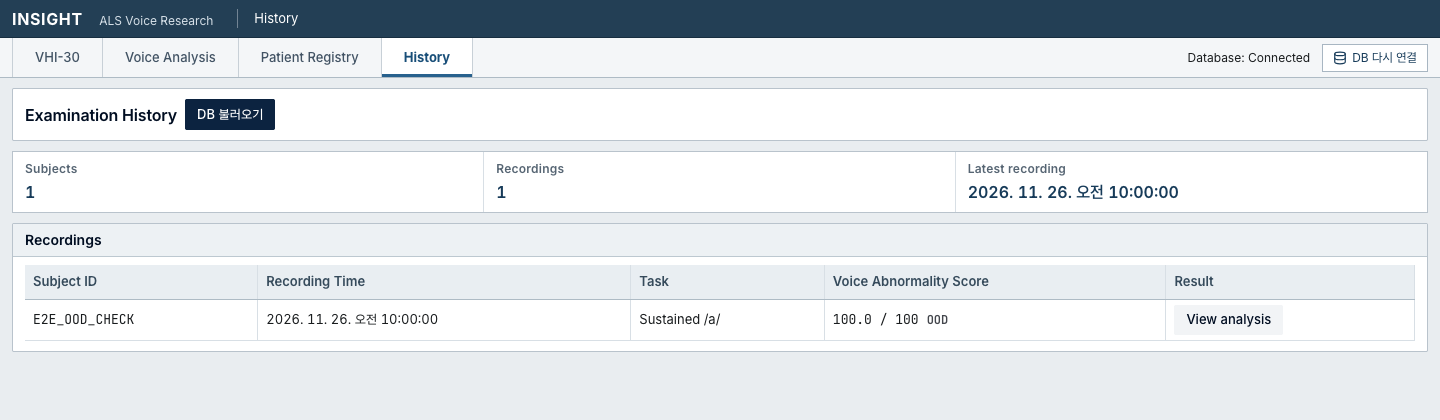 INSIGHT ALS Voice Research History
VHI-30 Voice Analysis Patient Registry History Database: Connected DB 다시 연결
Examination History DB 불러오기
Subjects Recordings Latest recording
1 1 2026. 11. 26. 오전 10:00:00
Recordings
Subject ID Recording Time Task Voice Abnormality Score Result
E2E_OOD_CHECK 2026. 11. 26. 오전 10:00:00 Sustained /a/ 100.0 / 100 OOD View analysis